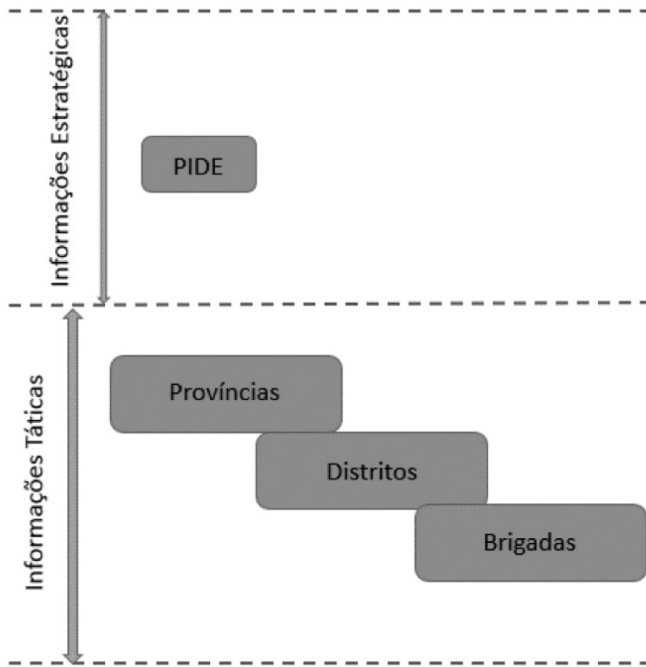 Informações Estratégicas
PIDE
Informações Táticas
Províncias
Distritos
Brigadas